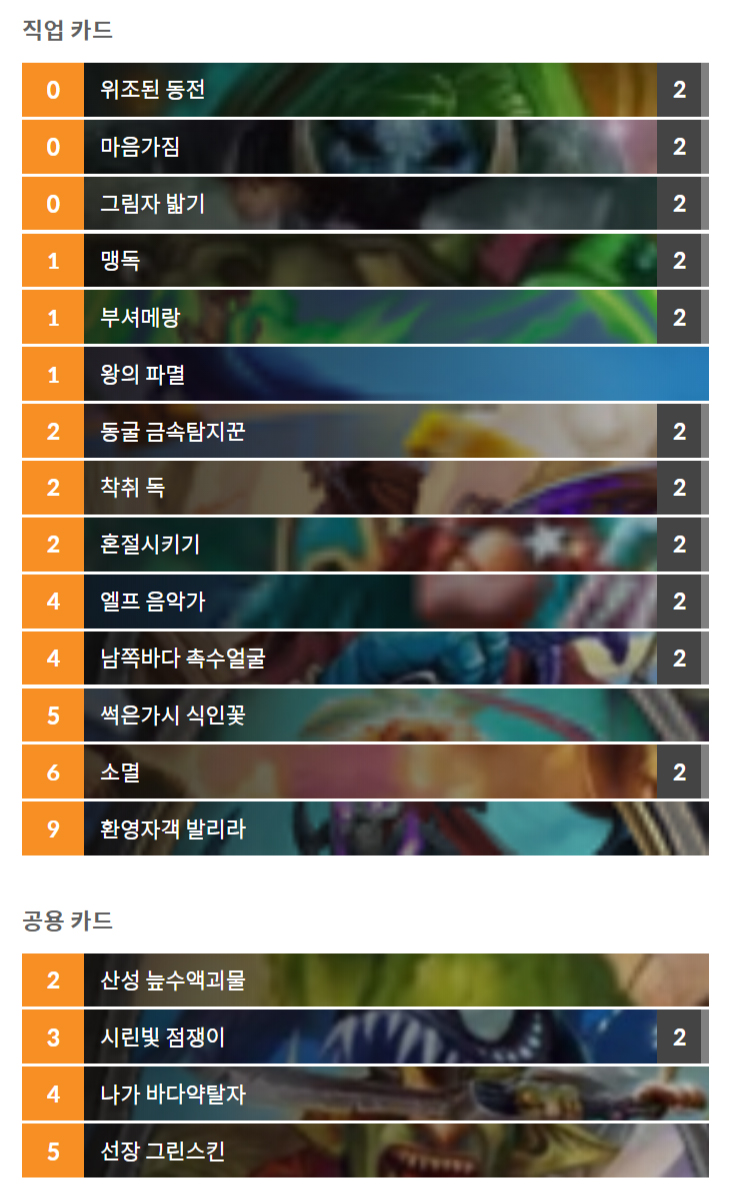 직업 카드
0 위조된 동전 2
0 마음가짐 2
0 그림자 밟기 2
1 맹독 2
1 부셔메랑 2
1 왕의 파멸
2 동굴 금속탐지꾼 2
2 착취 독 2
2 혼절시키기 2
4 엘프 음악가 2
4 남쪽바다 촉수얼굴 2
5 썩은가시 식인꽃
6 소멸 2
9 환영자객 발리라
공용 카드
2 산성 늪수액괴물
3 시린빛 점쟁이 2
4 나가 바다약탈자
5 선장 그린스킨